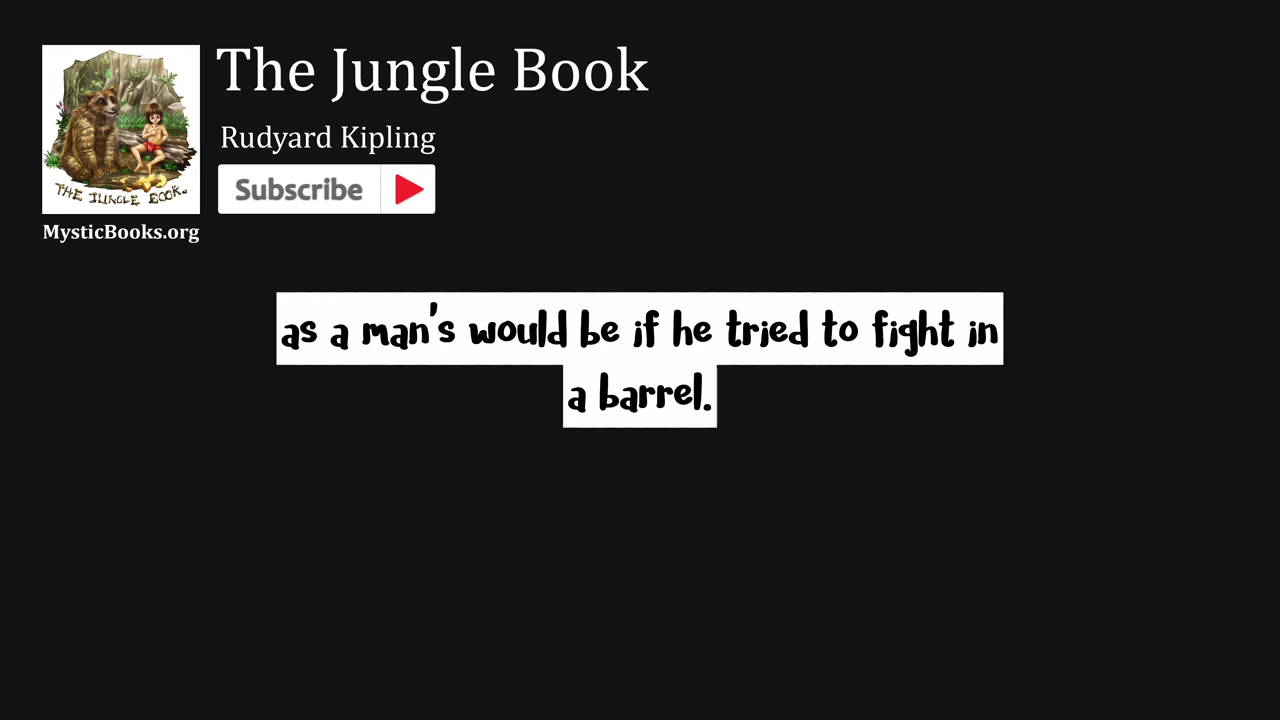 The Jungle Book
Rudyard Kipling
Subscribe
THE JUNGLE BOOK.
MysticBooks.org
as a man's would be if he tried to fight in
a barrel.